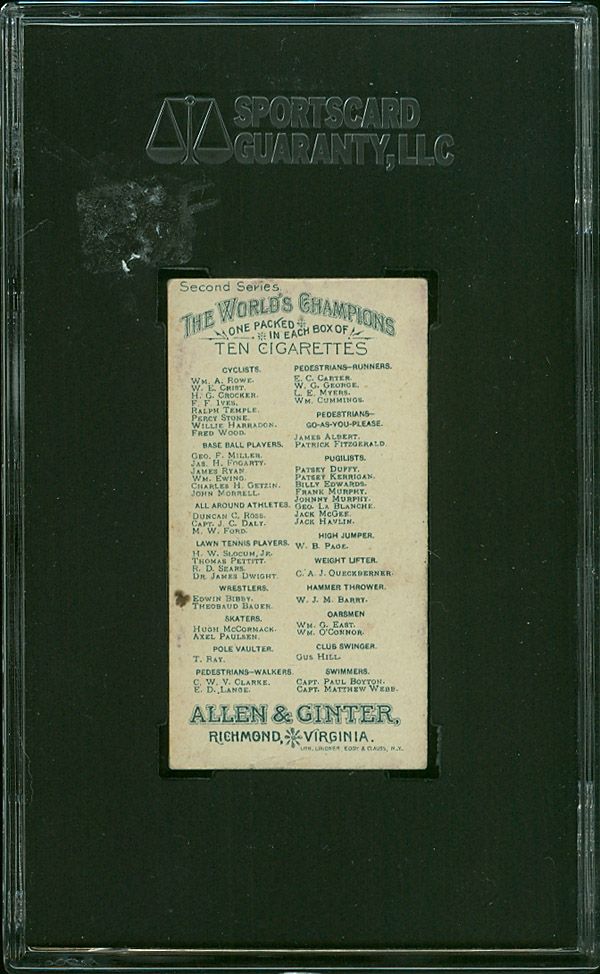 SPORTSCARD
GUARANTY, LLC
Second Series
THE WORLD'S CHAMPIONS
ONE PACKED
IN EACH BOX OF
TEN CIGARETTES
CYCLISTS.
WM. A. ROWE.
W. E. CRIST.
H. G. CROCKER.
F. F. IVES.
RALPH TEMPLE.
PERCY STONE.
WILLIE HARRADON.
FRED WOOD.
BASE BALL PLAYERS.
GEO. F. MILLER.
JAS. H. FOGARTY.
JAMES RYAN.
WM. EWING.
CHARLES H. GETZIN.
JOHN MORRELL.
ALL AROUND ATHLETES.
DUNCAN C. ROSS.
CAPT. J. C. DALY.
M. W. FORD.
LAWN TENNIS PLAYERS.
H. W. SLOCUM, JR.
THOMAS PETTITT.
R. D. SEARS.
DR. JAMES DWIGHT.
WRESTLERS.
EDWIN BIBBY.
THEOBAUD BAUER.
SKATERS.
HUGH MCCORMACK.
AXEL PAULSEN.
POLE VAULTER.
T. RAY.
PEDESTRIANS-WALKERS.
C. W. V. CLARKE.
E. D. LANGE.
PEDESTRIANS-RUNNERS.
E. C. CARTER.
W. G. GEORGE.
L. E. MYERS.
WM. CUMMINGS.
PEDESTRIANS-
GO-AS-YOU-PLEASE.
JAMES ALBERT.
PATRICK FITZGERALD.
PUGILISTS.
PATSEY DUFFY.
PATSEY KERRIGAN.
BILLY EDWARDS.
FRANK MURPHY.
JOHNNY MURPHY.
GEO. LA BLANCHE.
JACK MCGEE.
JACK HAVLIN.
HIGH JUMPER.
W. B. PAGE.
WEIGHT LIFTER.
C. A. J. QUECKBERNER.
HAMMER THROWER.
W. J. M. BARRY.
OARSMEN
WM. G. EAST.
WM. O'CONNOR.
CLUB SWINGER.
GUS HILL.
SWIMMERS.
CAPT. PAUL BOYTON.
CAPT. MATTHEW WEBB.
ALLEN & GINTER,
RICHMOND, VIRGINIA.
LITH. LINDNER, EDDY & CLAUSS, N.Y.